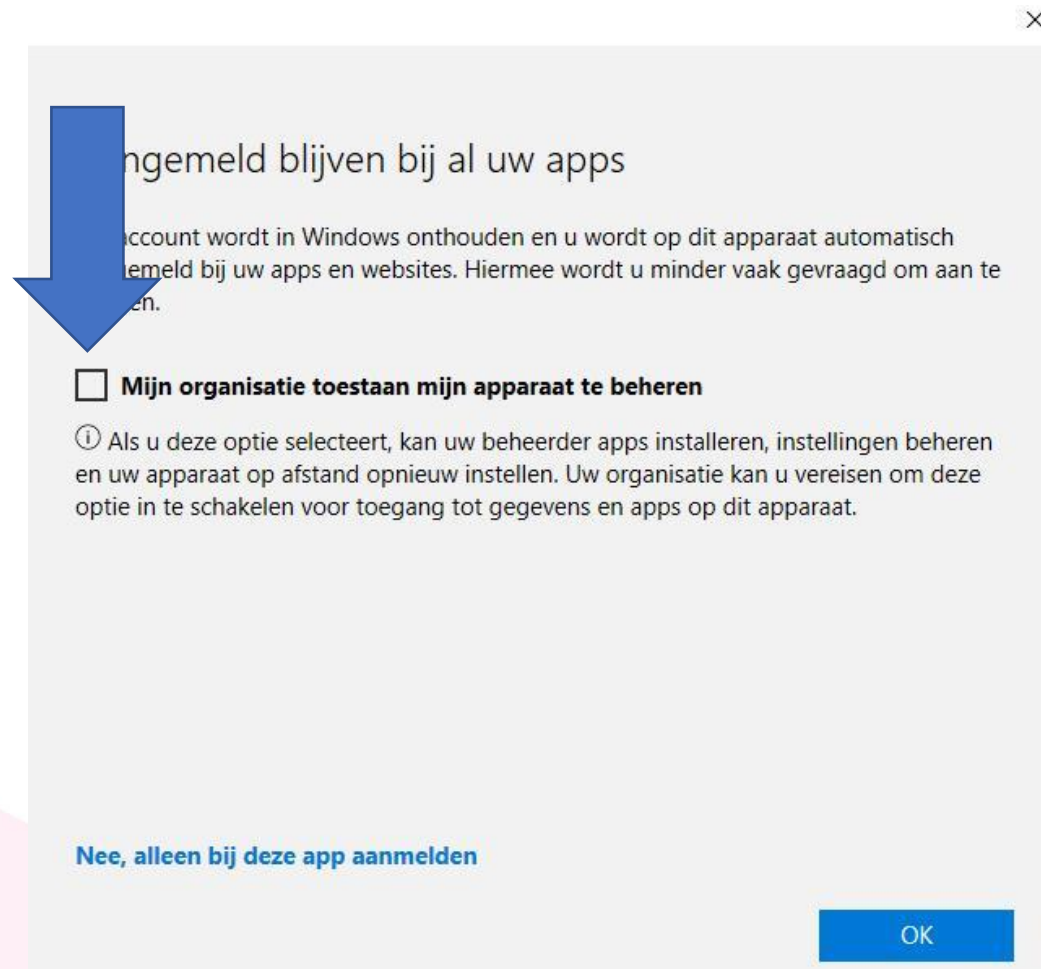 ngemeld blijven bij al uw apps
ccount wordt in Windows onthouden en u wordt op dit apparaat automatisch
emeld bij uw apps en websites. Hiermee wordt u minder vaak gevraagd om aan te
en.
Mijn organisatie toestaan mijn apparaat te beheren
Als u deze optie selecteert, kan uw beheerder apps installeren, instellingen beheren
en uw apparaat op afstand opnieuw instellen. Uw organisatie kan u vereisen om deze
optie in te schakelen voor toegang tot gegevens en apps op dit apparaat.
Nee, alleen bij deze app aanmelden
OK